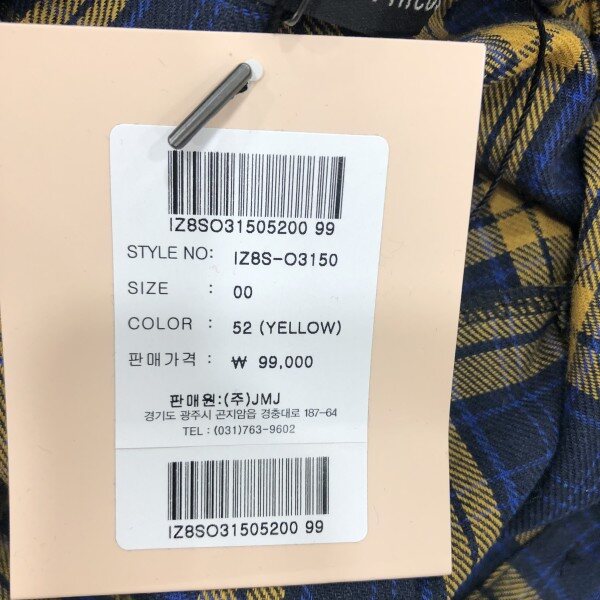 IZ8SO31505200 99
STYLE NO: IZ8S-O3150
SIZE : 00
COLOR : 52 (YELLOW)
판매가격 : ₩ 99,000
판매원:(주)JMJ
경기도 광주시 곤지암읍 경충대로 187-64
TEL : (031)763-9602
IZ8SO31505200 99